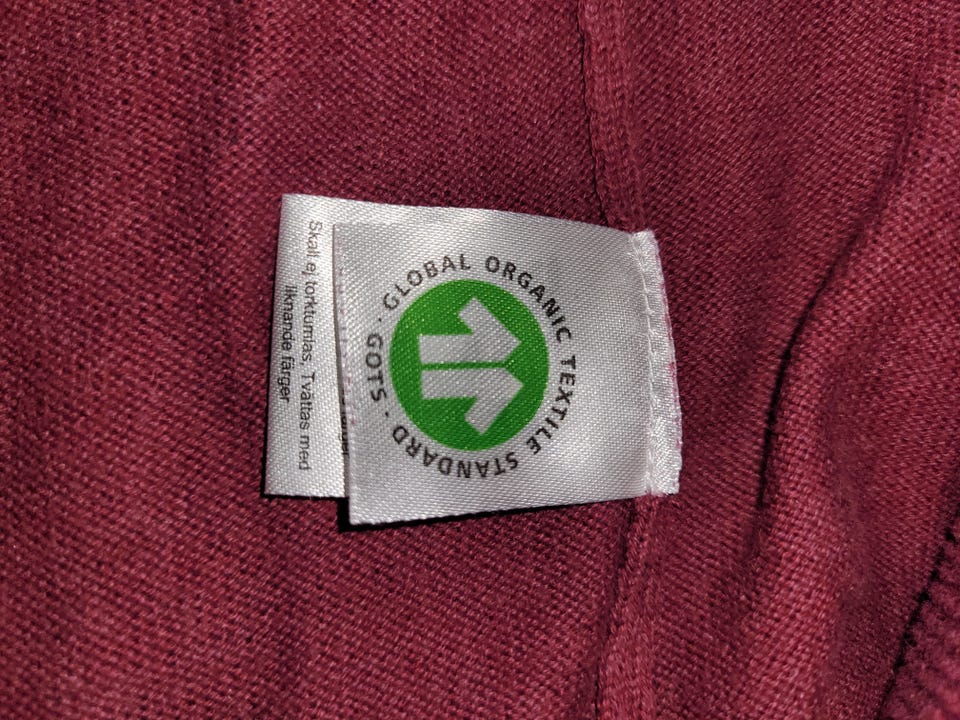 GLOBAL ORGANIC TEXTILE STANDARD · GOTS ·
Skall ej torktumlas, Tvättas med
liknande färger